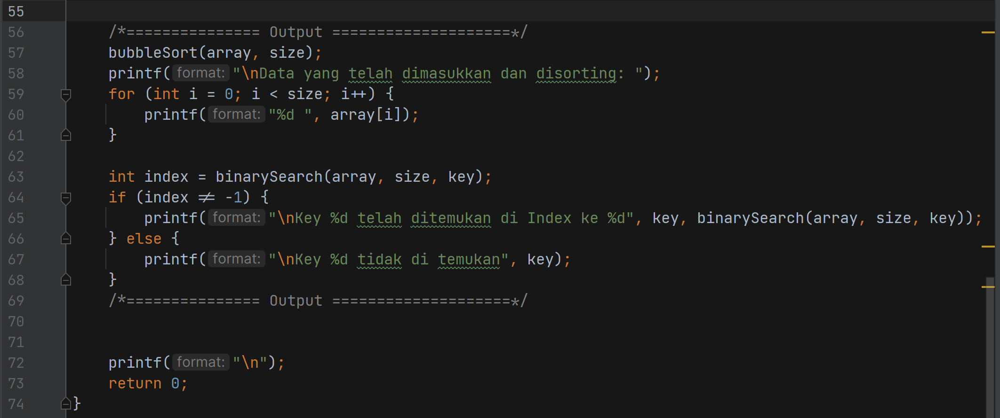 55
56 /*=============== Output ====================*/
57 bubbleSort(array, size);
58 printf(format: "\nData yang telah dimasukkan dan disorting: ");
59 for (int i = 0; i < size; i++) {
60 printf(format: "%d ", array[i]);
61 }
62
63 int index = binarySearch(array, size, key);
64 if (index != -1) {
65 printf(format: "\nKey %d telah ditemukan di Index ke %d", key, binarySearch(array, size, key));
66 } else {
67 printf(format: "\nKey %d tidak di temukan", key);
68 }
69 /*=============== Output ====================*/
70
71
72 printf(format: "\n");
73 return 0;
74 }